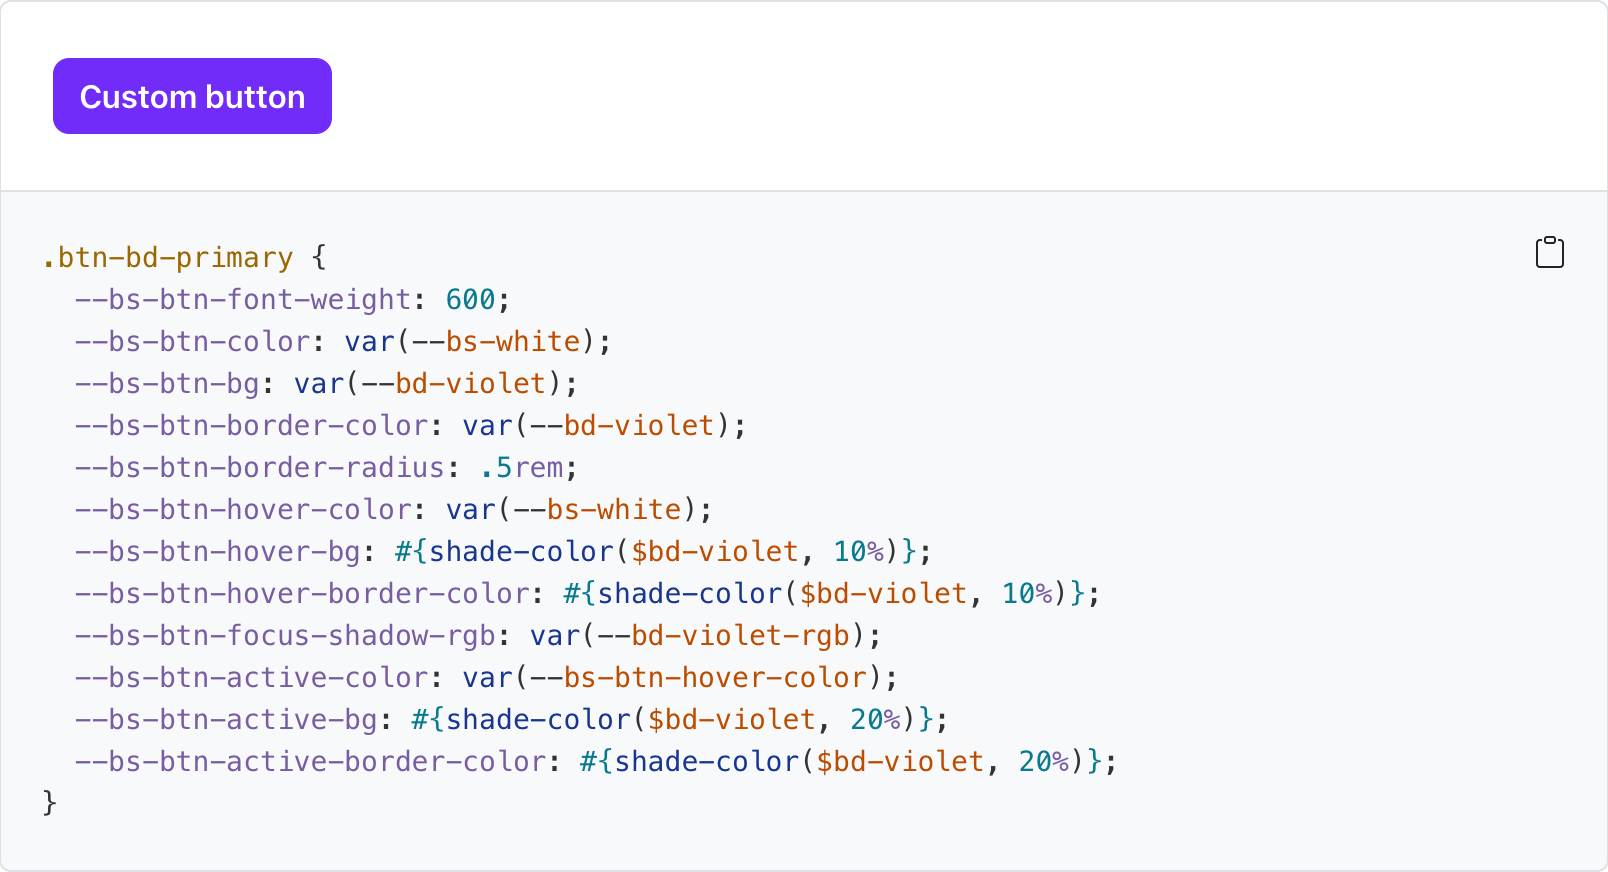 Custom button
.btn-bd-primary {
  --bs-btn-font-weight: 600;
  --bs-btn-color: var(--bs-white);
  --bs-btn-bg: var(--bd-violet);
  --bs-btn-border-color: var(--bd-violet);
  --bs-btn-border-radius: .5rem;
  --bs-btn-hover-color: var(--bs-white);
  --bs-btn-hover-bg: #{shade-color($bd-violet, 10%)};
  --bs-btn-hover-border-color: #{shade-color($bd-violet, 10%)};
  --bs-btn-focus-shadow-rgb: var(--bd-violet-rgb);
  --bs-btn-active-color: var(--bs-btn-hover-color);
  --bs-btn-active-bg: #{shade-color($bd-violet, 20%)};
  --bs-btn-active-border-color: #{shade-color($bd-violet, 20%)};
}